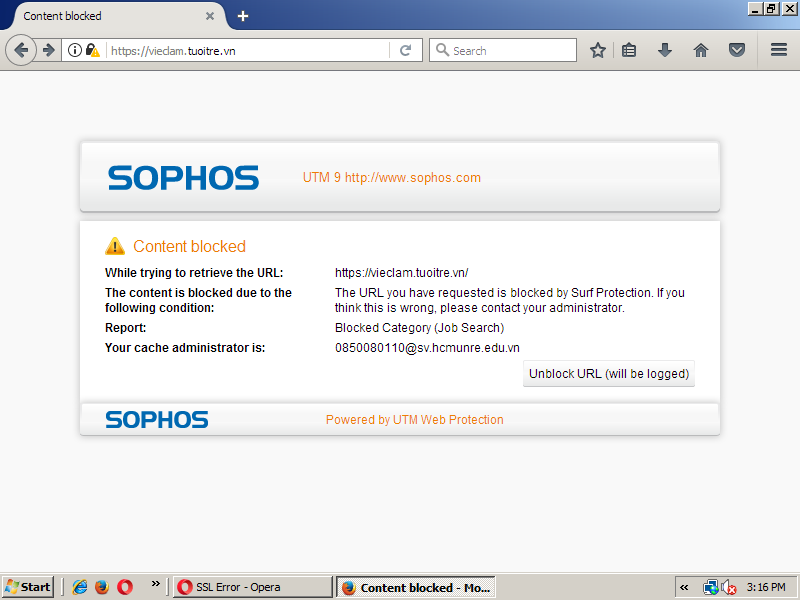 Content blocked
https://vieclam.tuoitre.vn
Search
SOPHOS
UTM 9 http://www.sophos.com
Content blocked
While trying to retrieve the URL: https://vieclam.tuoitre.vn/
The content is blocked due to the The URL you have requested is blocked by Surf Protection. If you
following condition: think this is wrong, please contact your administrator.
Report: Blocked Category (Job Search)
Your cache administrator is: 0850080110@sv.hcmunre.edu.vn
Unblock URL (will be logged)
SOPHOS
Powered by UTM Web Protection
Start
SSL Error - Opera
Content blocked - Mo...
3:16 PM